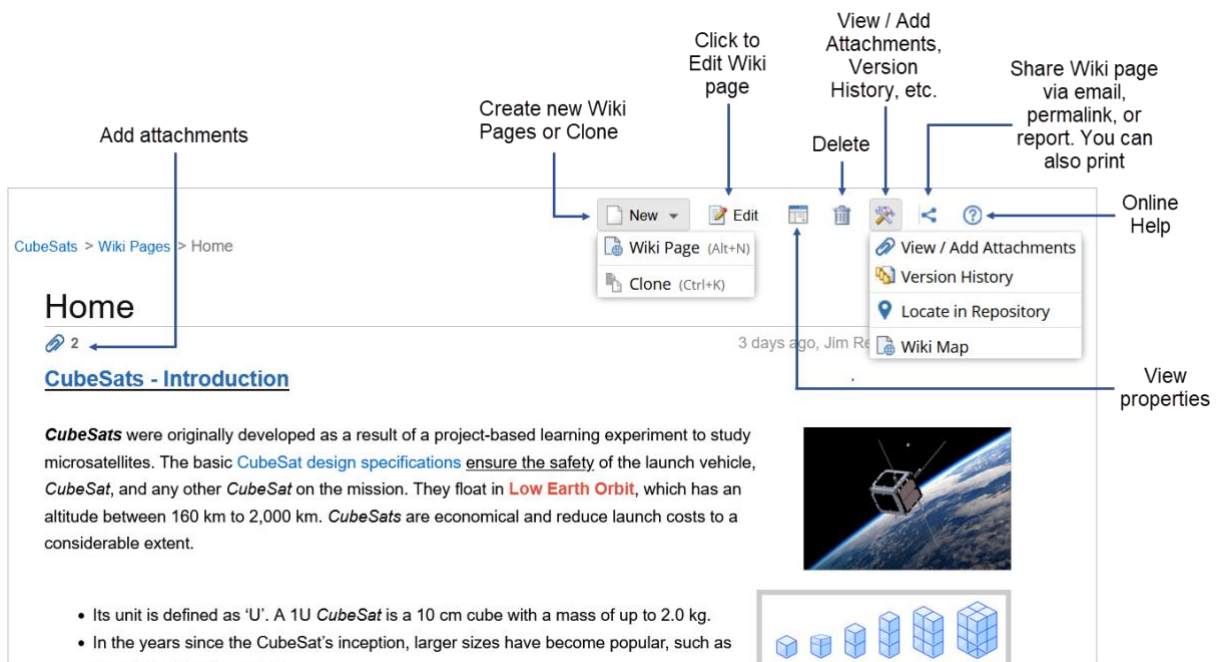 View / Add
Attachments,
Version
History, etc.
Click to
Edit Wiki
page
Share Wiki page
via email,
permalink, or
report. You can
also print
Create new Wiki
Pages or Clone
Add attachments
Delete
Online
Help
New
Edit
CubeSats > Wiki Pages > Home
Wiki Page (Alt+N)
Clone (Ctrl+K)
View / Add Attachments
Version History
Locate in Repository
Wiki Map
Home
2
3 days ago, Jim
View
properties
CubeSats - Introduction
CubeSats were originally developed as a result of a project-based learning experiment to study
microsatellites. The basic CubeSat design specifications ensure the safety of the launch vehicle,
CubeSat, and any other CubeSat on the mission. They float in Low Earth Orbit, which has an
altitude between 160 km to 2,000 km. CubeSats are economical and reduce launch costs to a
considerable extent.
• Its unit is defined as ‘U’. A 1U CubeSat is a 10 cm cube with a mass of up to 2.0 kg.
• In the years since the CubeSat's inception, larger sizes have become popular, such as